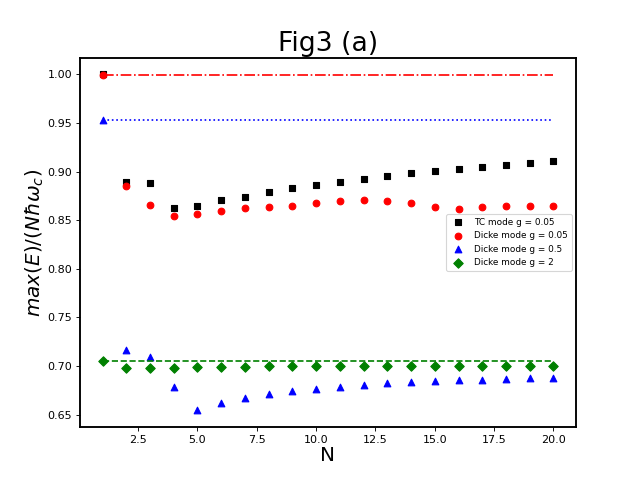 Fig3 (a)
max(E)/(Nħω_c)
1.00
0.95
0.90
0.85
0.80
0.75
0.70
0.65
TC mode g = 0.05
Dicke mode g = 0.05
Dicke mode g = 0.5
Dicke mode g = 2
2.5 5.0 7.5 10.0 12.5 15.0 17.5 20.0
N